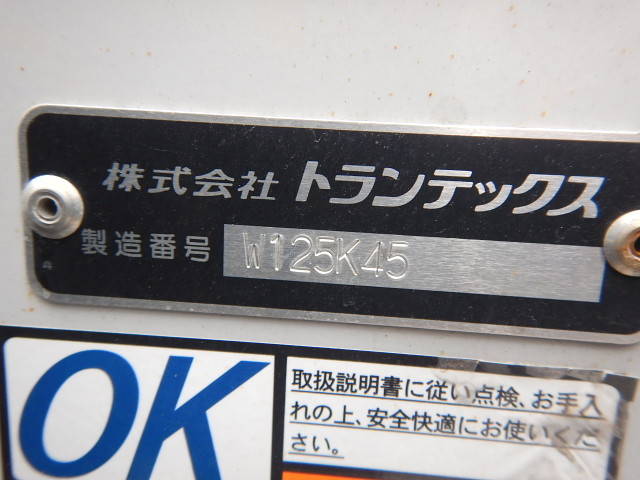 株式会社 トランテックス
製造番号 W125K45
OK
取扱説明書に従い点検、お手入
れの上、安全快適にお使いくだ
さい。